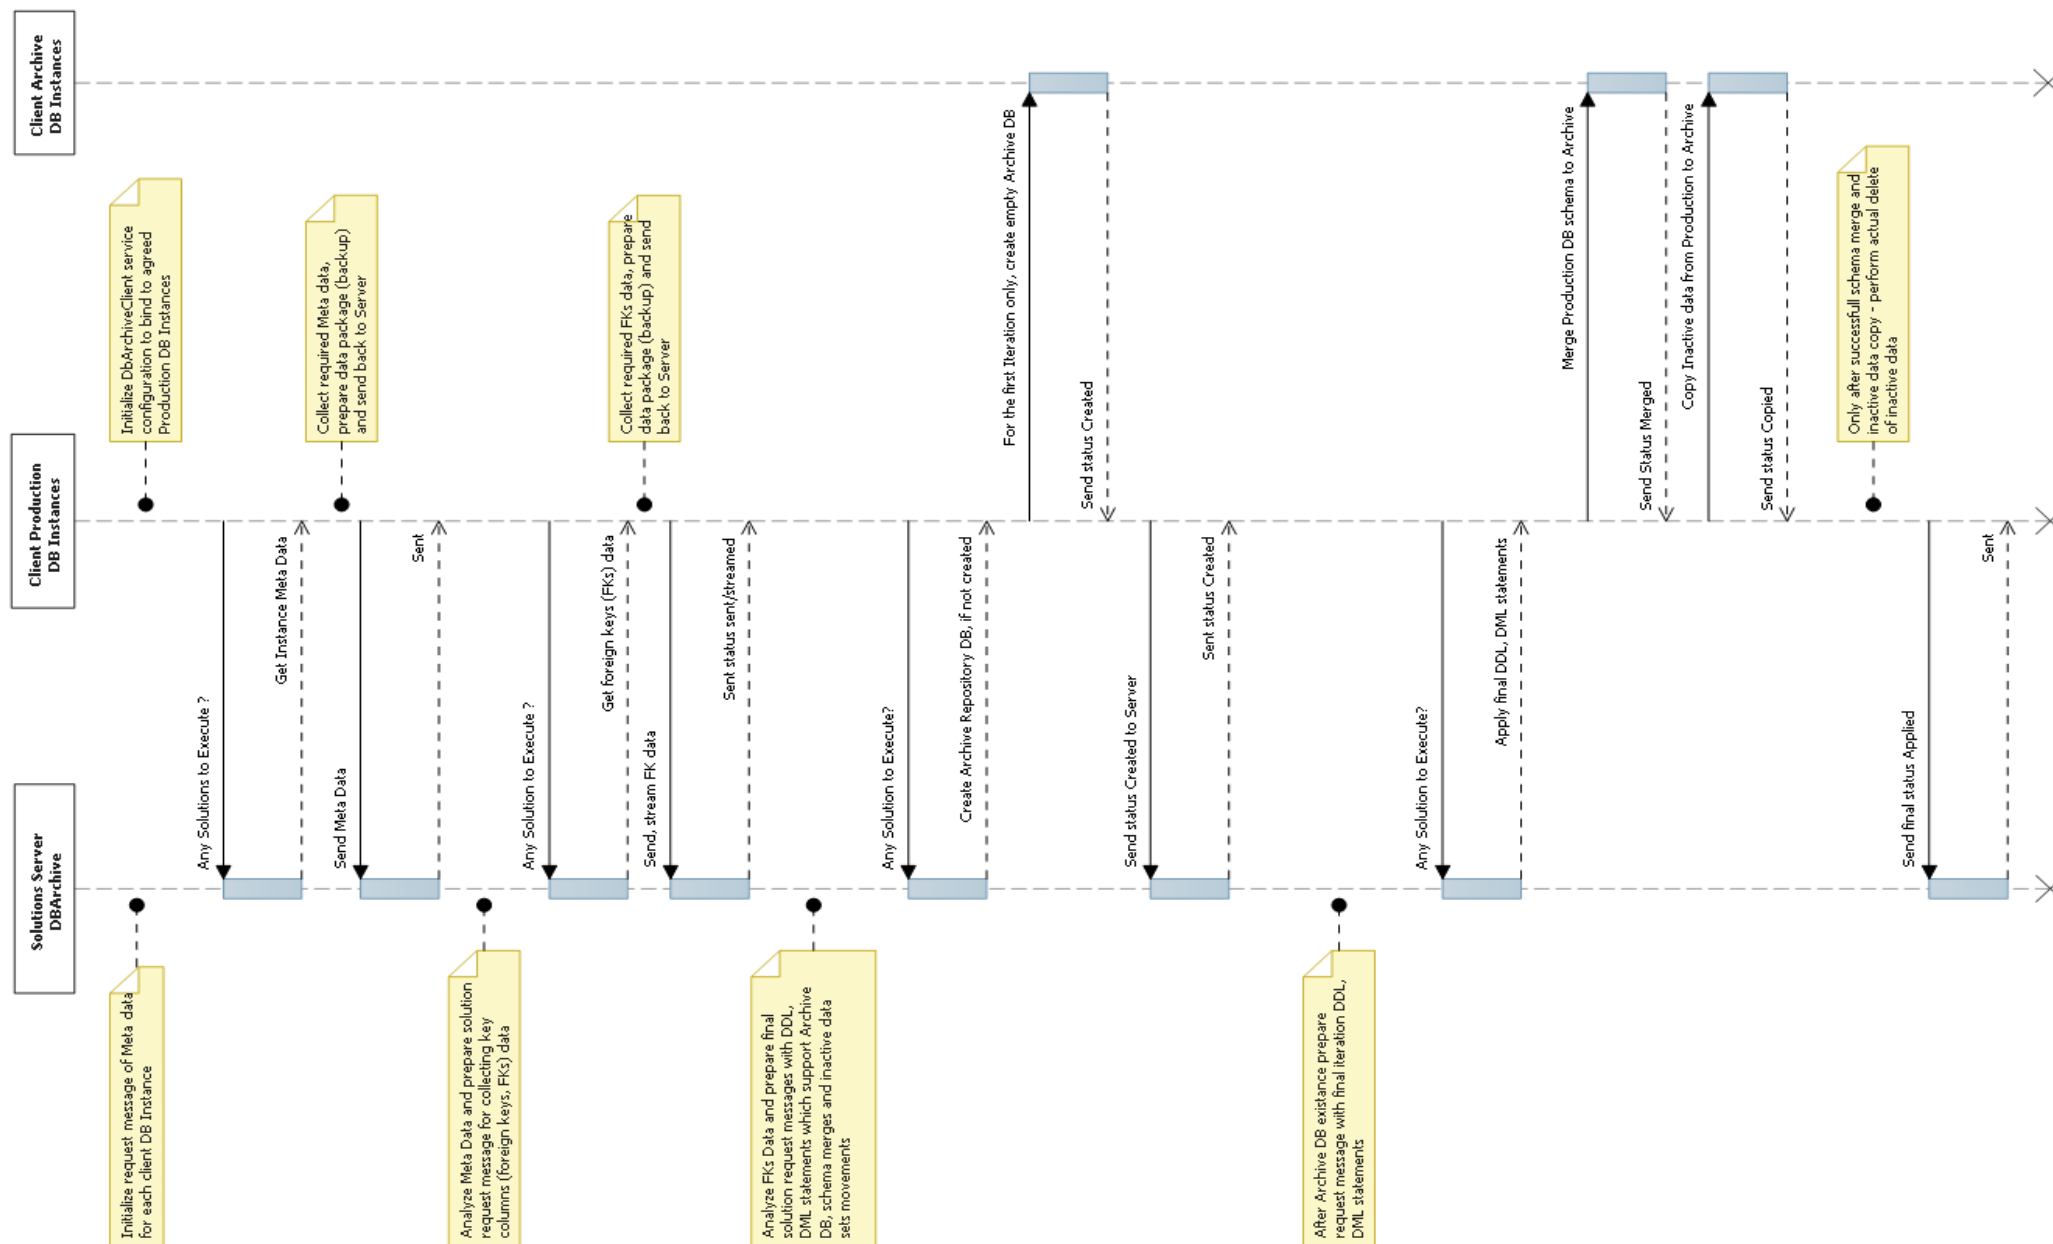 Solutions Server
DBArchive
Client Production
DB Instances
Client Archive
DB Instances
Initialize request message of Meta data
for each client DB Instance
Initialize DbArchiveClient service
configuration to bind to agreed
Production DB Instances
Any Solutions to Execute ?
Get Instance Meta Data
Collect required Meta data,
prepare data package (backup)
and send back to Server
Send Meta Data
Sent
Analyze Meta Data and prepare solution
request message for collecting key
columns (foreign keys, FKs) data
Any Solution to Execute ?
Get foreign keys (FKs) data
Collect required FKs data, prepare
data package (backup) and send
back to Server
Send, stream FK data
Sent status sent/streamed
Analyze FKs Data and prepare final
solution request messages with DDL,
DML statements which support Archive
DB, schema merges and inactive data
sets movements
Any Solution to Execute?
Create Archive Repository DB, if not created
For the first Iteration only, create empty Archive DB
Send status Created
Send status Created to Server
Sent status Created
After Archive DB existance prepare
request message with final iteration DDL,
DML statements
Any Solution to Execute?
Apply final DDL, DML statements
Merge Production DB schema to Archive
Send Status Merged
Copy Inactive data from Production to Archive
Send status Copied
Only after successfull schema merge and
inactive data copy - perform actual delete
of inactive data
Send final status Applied
Sent